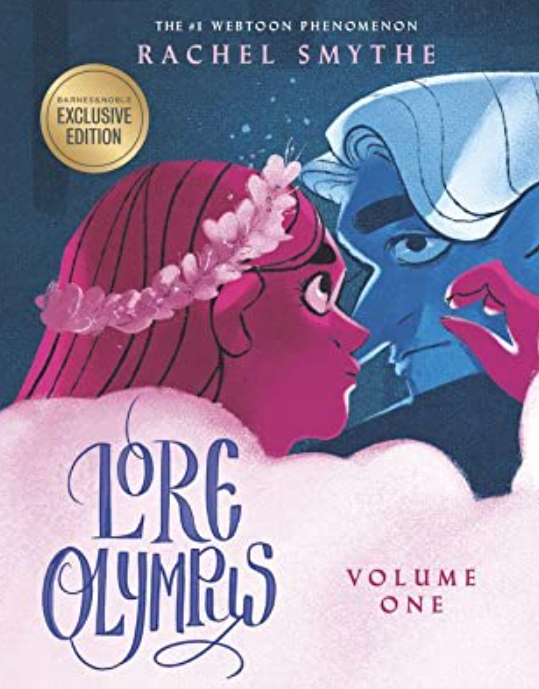 THE #1 WEBTOON PHENOMENON
RACHEL SMYTHE
BARNES&NOBLE
EXCLUSIVE
EDITION
LORE
OLYMPUS
VOLUME
ONE